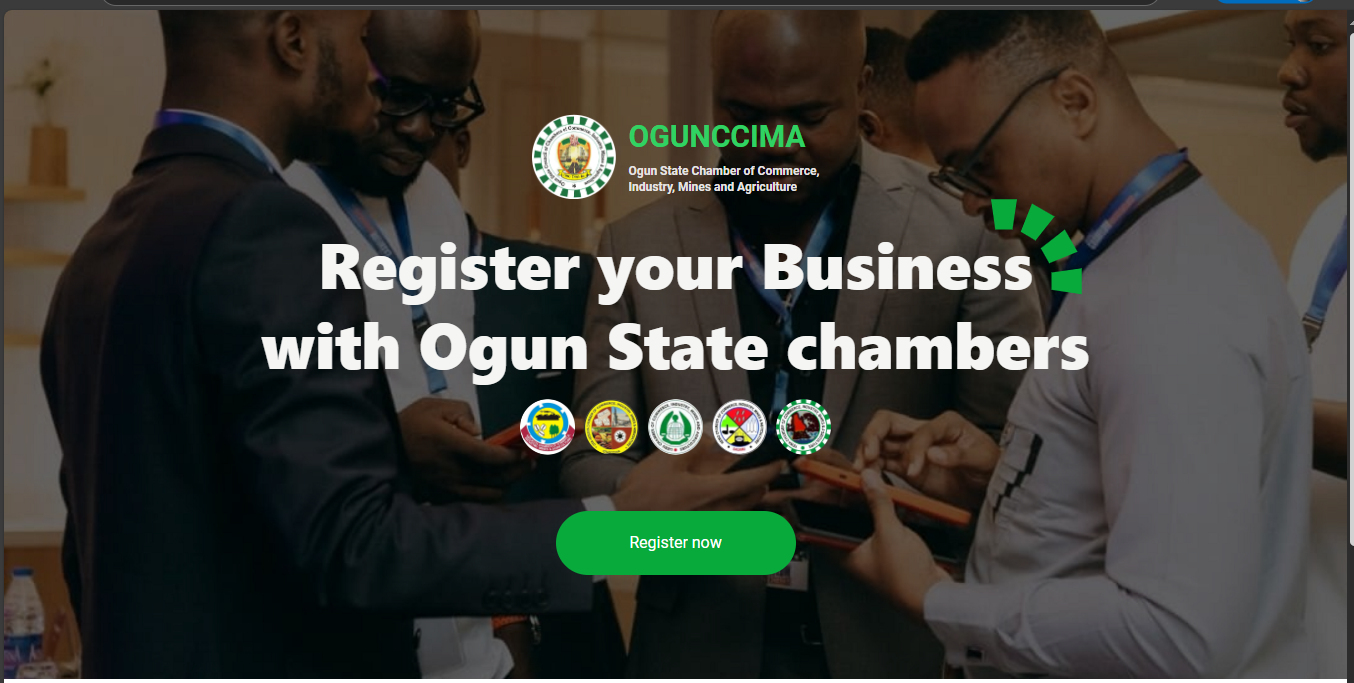 OGUNCCIMA
Ogun State Chamber of Commerce,
Industry, Mines and Agriculture
Register your Business
with Ogun State chambers
Register now